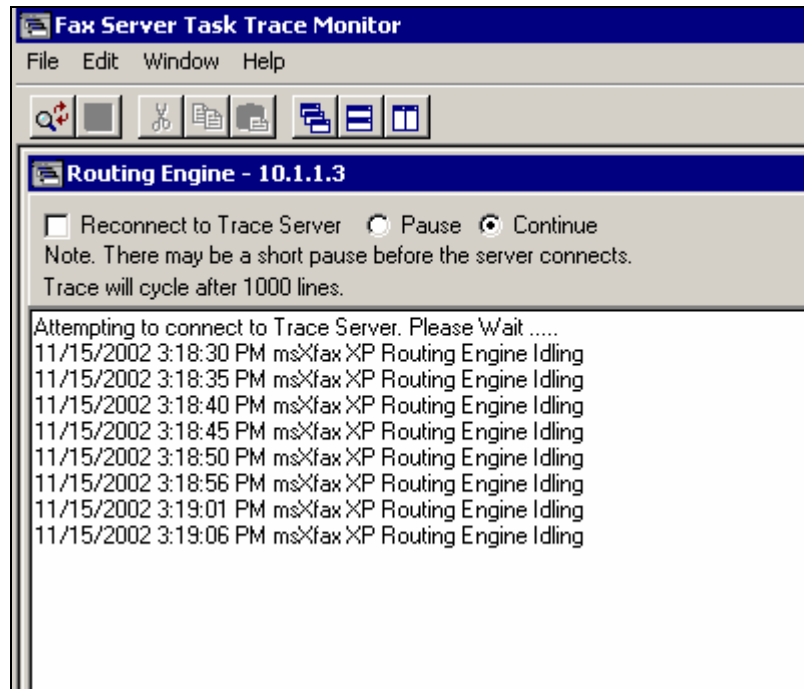 Fax Server Task Trace Monitor
File Edit Window Help
Routing Engine - 10.1.1.3
Reconnect to Trace Server Pause Continue
Note. There may be a short pause before the server connects.
Trace will cycle after 1000 lines.
Attempting to connect to Trace Server. Please Wait .....
11/15/2002 3:18:30 PM msXfax XP Routing Engine Idling
11/15/2002 3:18:35 PM msXfax XP Routing Engine Idling
11/15/2002 3:18:40 PM msXfax XP Routing Engine Idling
11/15/2002 3:18:45 PM msXfax XP Routing Engine Idling
11/15/2002 3:18:50 PM msXfax XP Routing Engine Idling
11/15/2002 3:18:56 PM msXfax XP Routing Engine Idling
11/15/2002 3:19:01 PM msXfax XP Routing Engine Idling
11/15/2002 3:19:06 PM msXfax XP Routing Engine Idling